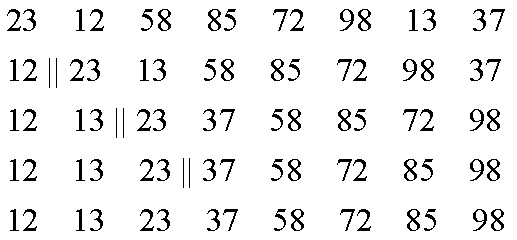 23 12 58 85 72 98 13 37
12 || 23 13 58 85 72 98 37
12 13 || 23 37 58 85 72 98
12 13 23 || 37 58 72 85 98
12 13 23 37 58 72 85 98